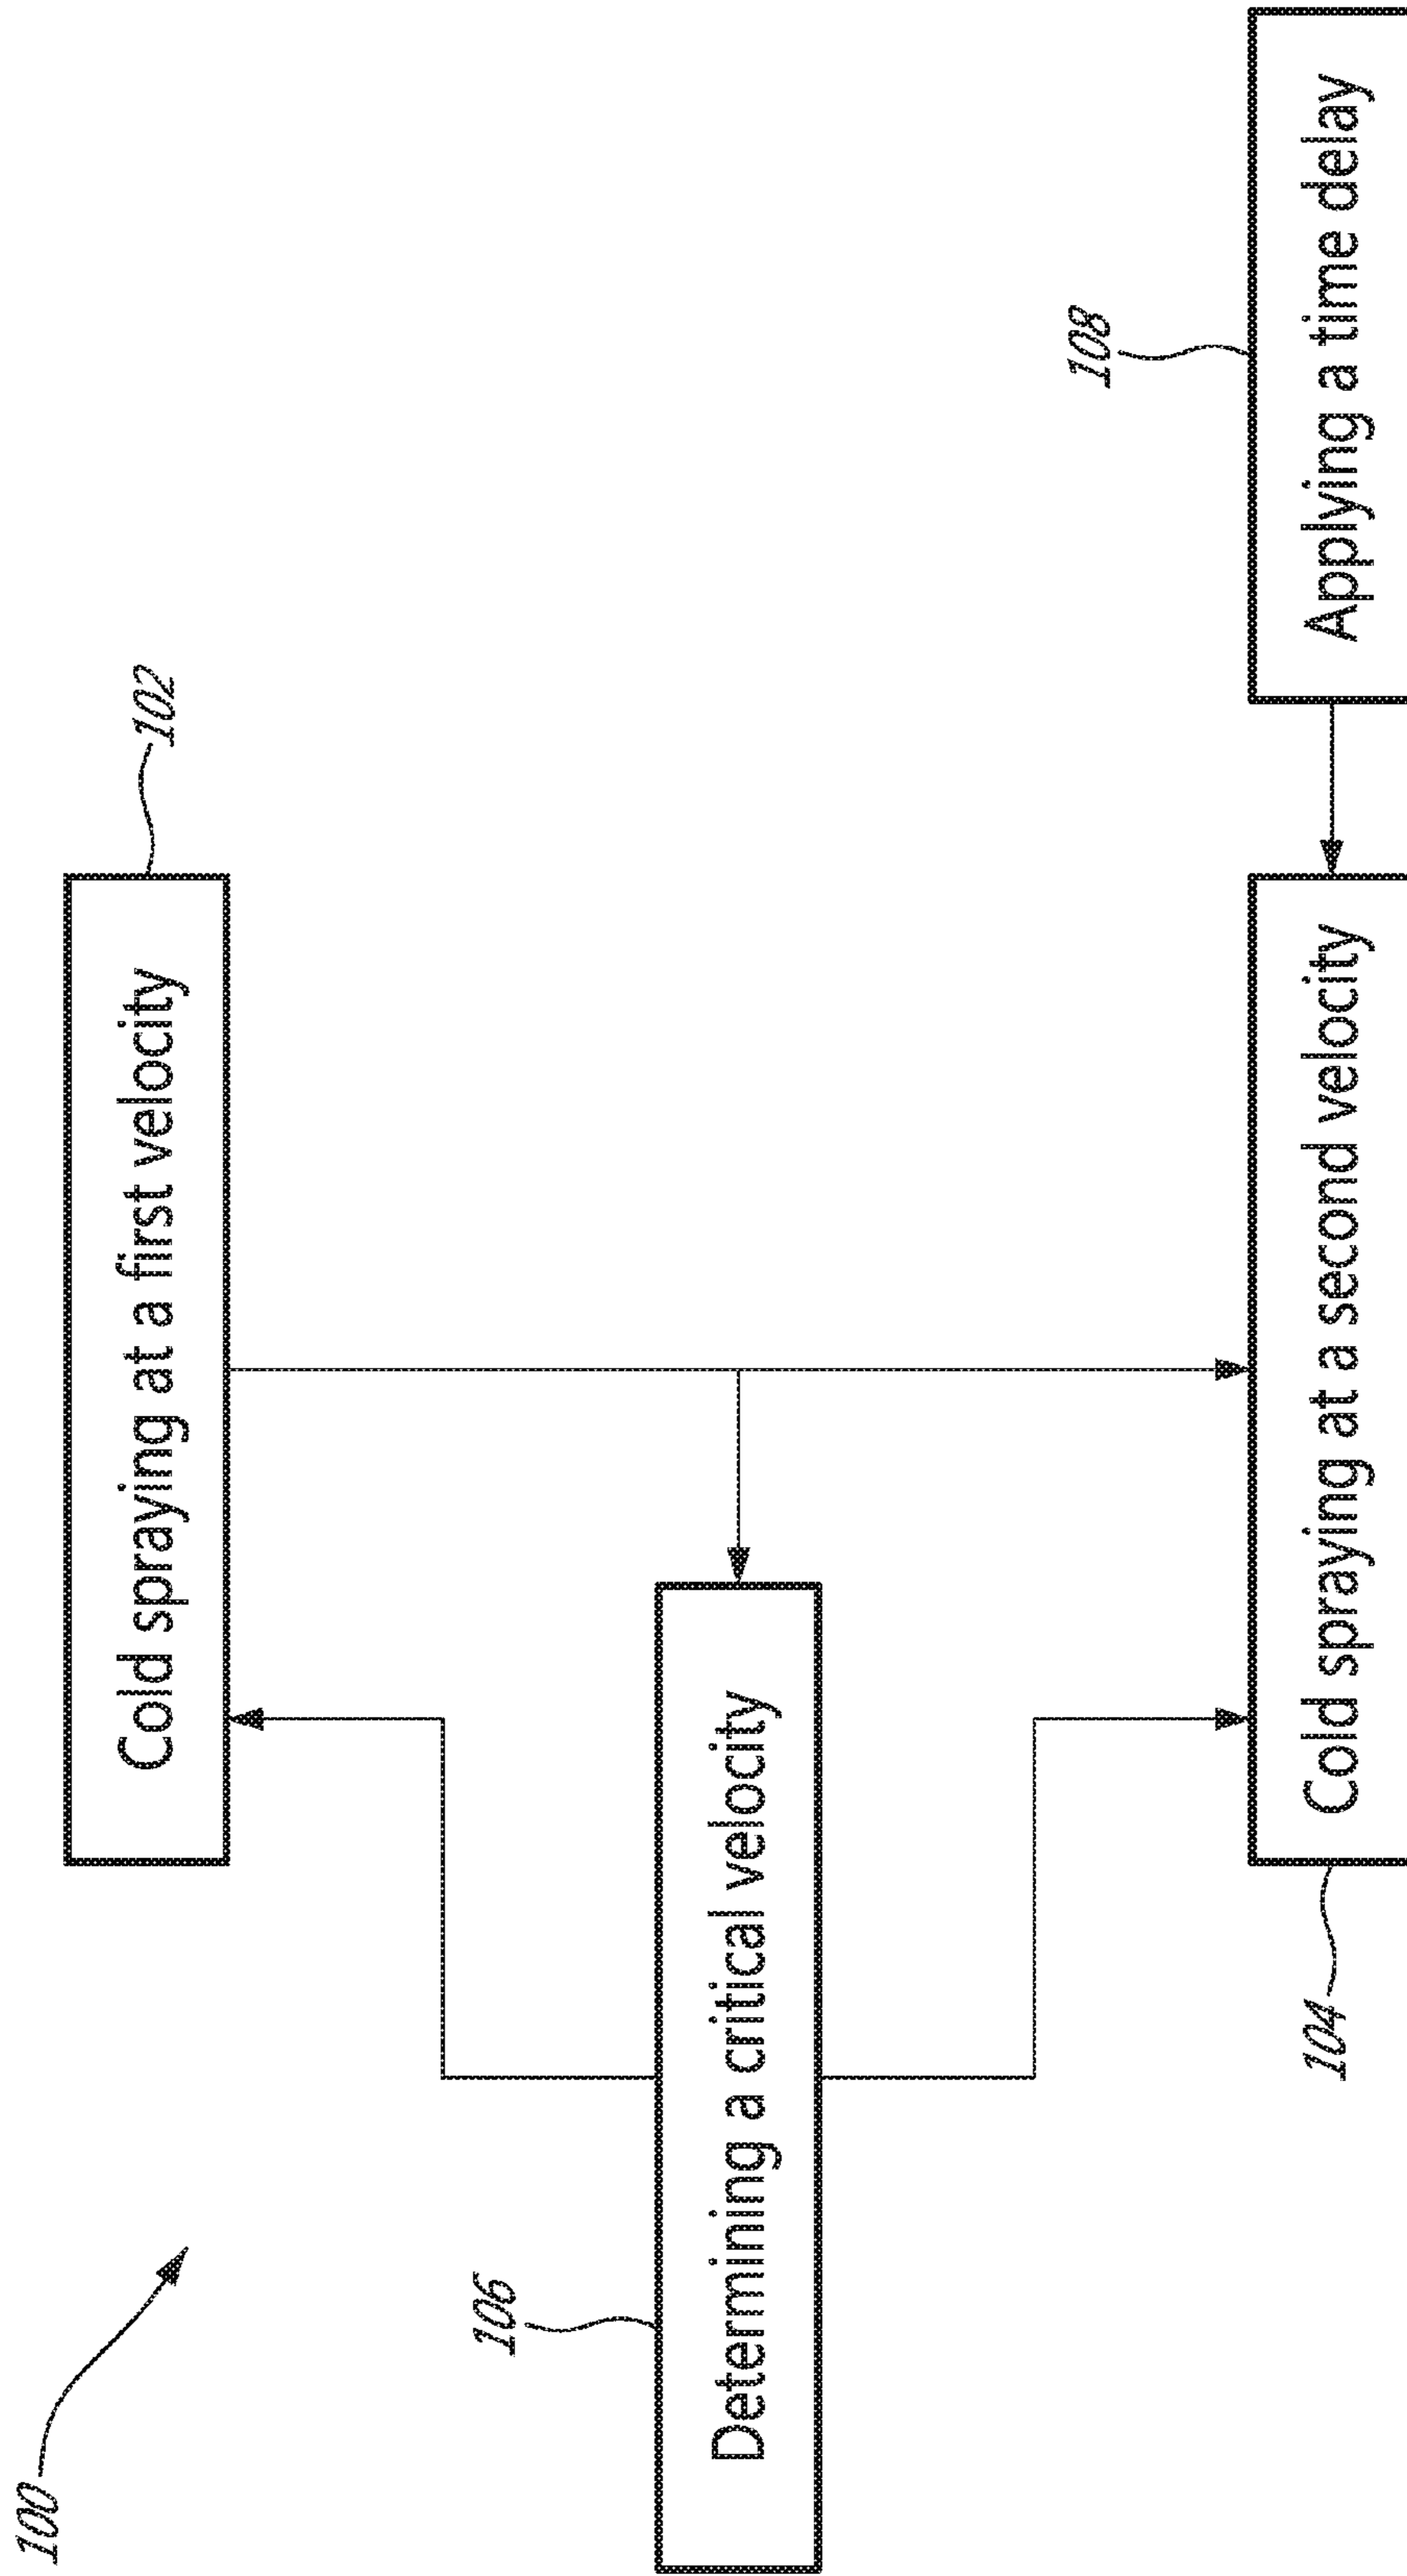 100
102
Cold spraying at a first velocity
106
Determining a critical velocity
108
104
Cold spraying at a second velocity
Applying a time delay